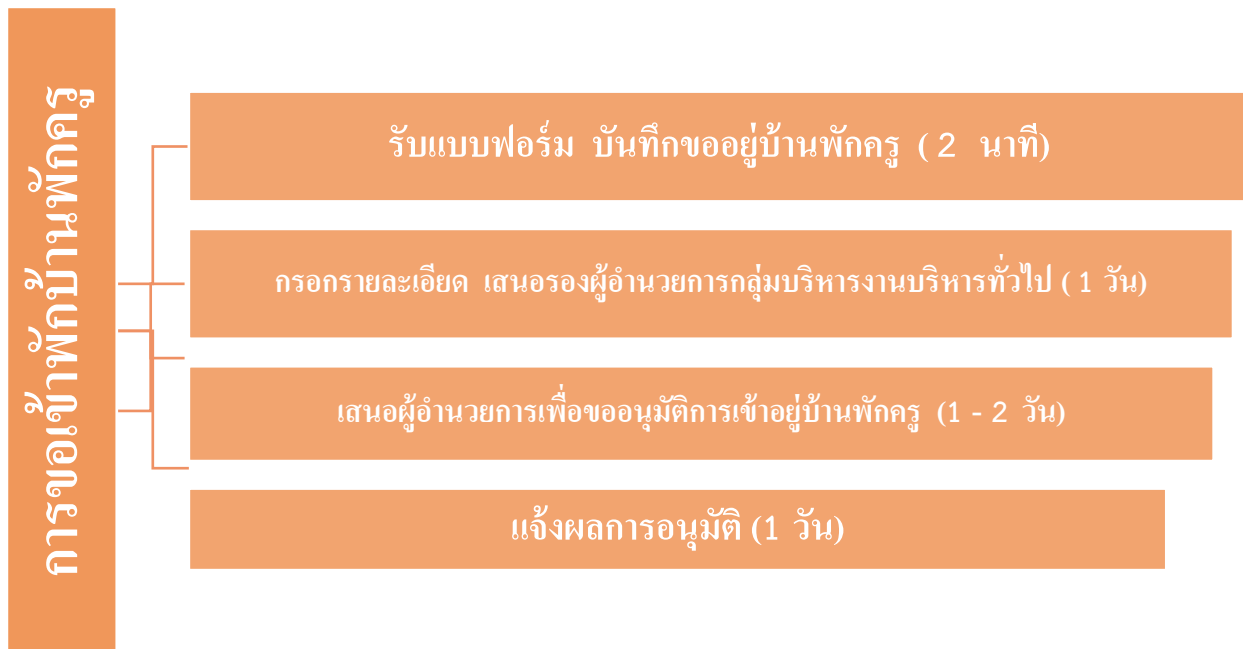 การขอเข้าพักบ้านพักครู
รับแบบฟอร์ม บันทึกขออยู่บ้านพักครู ( 2 นาที)
กรอกรายละเอียด เสนอรองผู้อำนวยการกลุ่มบริหารงานบริหารทั่วไป ( 1 วัน)
เสนอผู้อำนวยการเพื่อขออนุมัติการเข้าอยู่บ้านพักครู (1 - 2 วัน)
แจ้งผลการอนุมัติ (1 วัน)